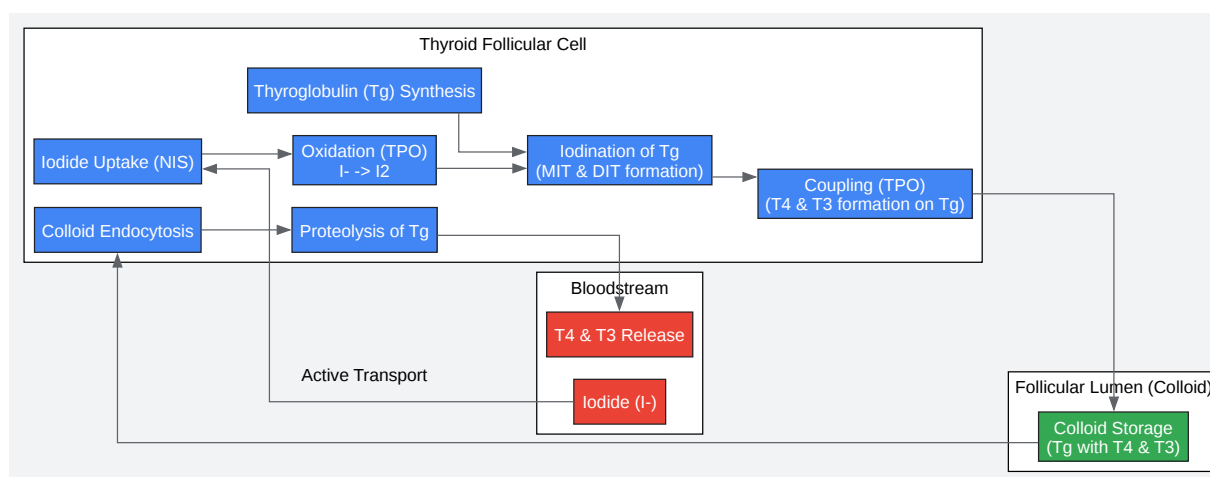 Thyroid Follicular Cell
Thyroglobulin (Tg) Synthesis
Iodide Uptake (NIS)
Oxidation (TPO)
I- -> I2
Iodination of Tg
(MIT & DIT formation)
Coupling (TPO)
(T4 & T3 formation on Tg)
Colloid Endocytosis
Proteolysis of Tg
Bloodstream
T4 & T3 Release
Active Transport
Iodide (I-)
Follicular Lumen (Colloid)
Colloid Storage
(Tg with T4 & T3)